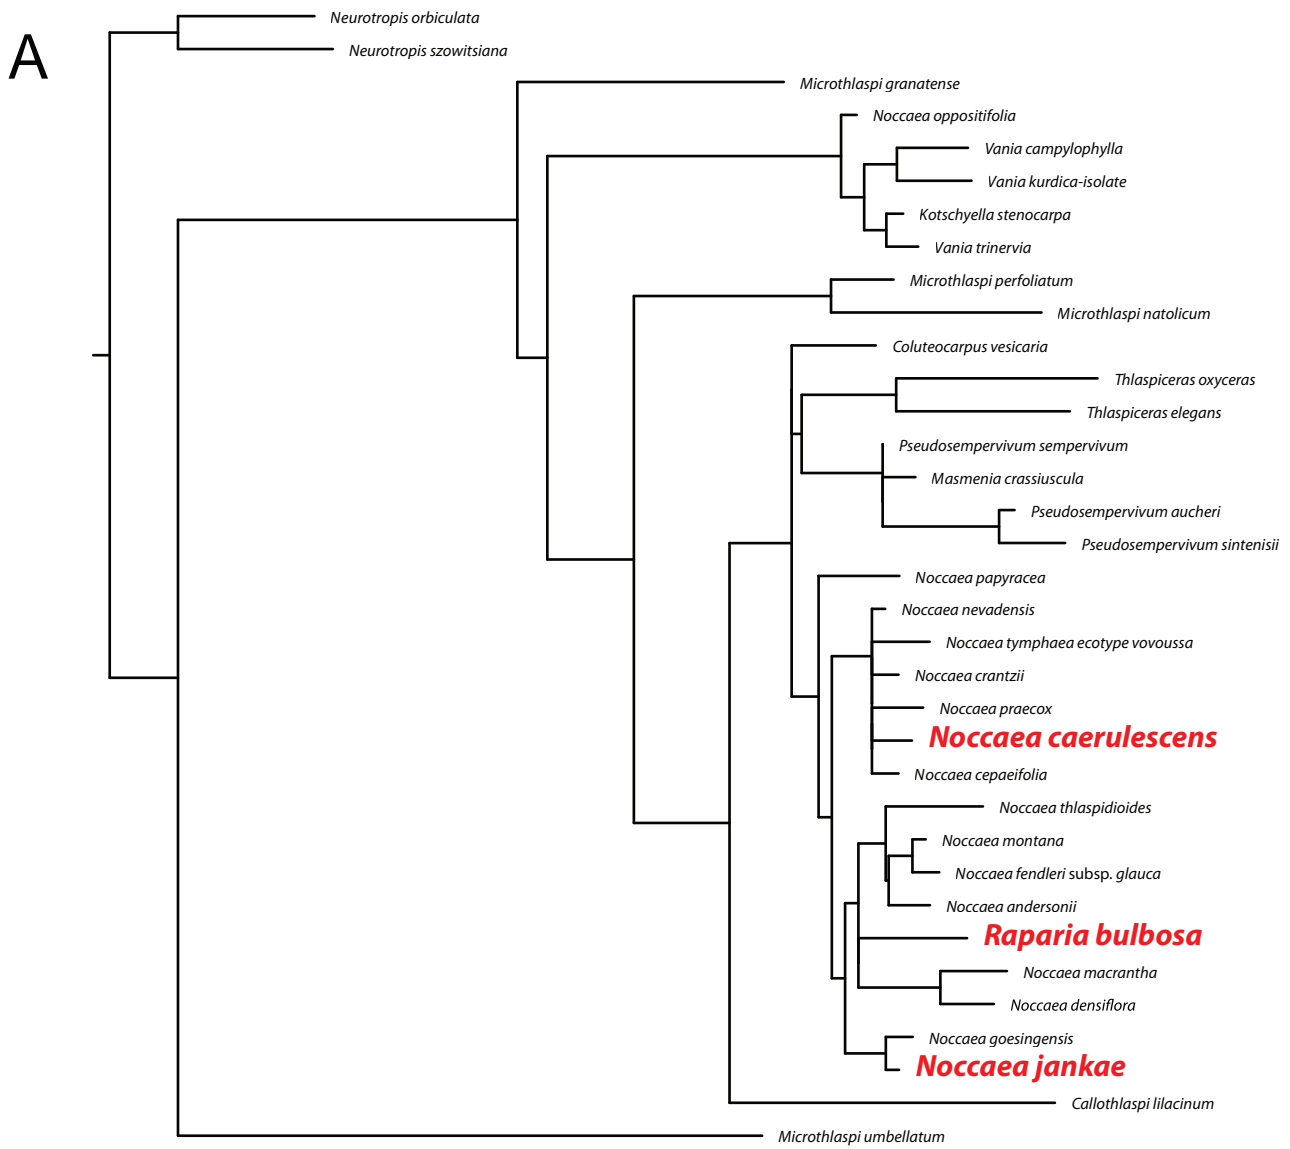 A
Neurotropis orbiculata
Neurotropis szowitsiana
Microthlaspi granatense
Noccaea oppositifolia
Vania campylophylla
Vania kurdica-isolate
Kotschyella stenocarpa
Vania trinervia
Microthlaspi perfoliatum
Microthlaspi natolicum
Coluteocarpus vesicaria
Thlaspiceras oxyceras
Thlaspiceras elegans
Pseudosempervivum sempervivum
Masmenia crassiuscula
Pseudosempervivum aucheri
Pseudosempervivum sintenisii
Noccaea papyracea
Noccaea nevadensis
Noccaea tymphaea ecotype vovoussa
Noccaea crantzii
Noccaea praecox
Noccaea caerulescens
Noccaea cepaeifolia
Noccaea thlaspidioides
Noccaea montana
Noccaea fendleri subsp. glauca
Noccaea andersonii
Raparia bulbosa
Noccaea macrantha
Noccaea densiflora
Noccaea goesingensis
Noccaea jankae
Callothlaspi lilacinum
Microthlaspi umbellatum